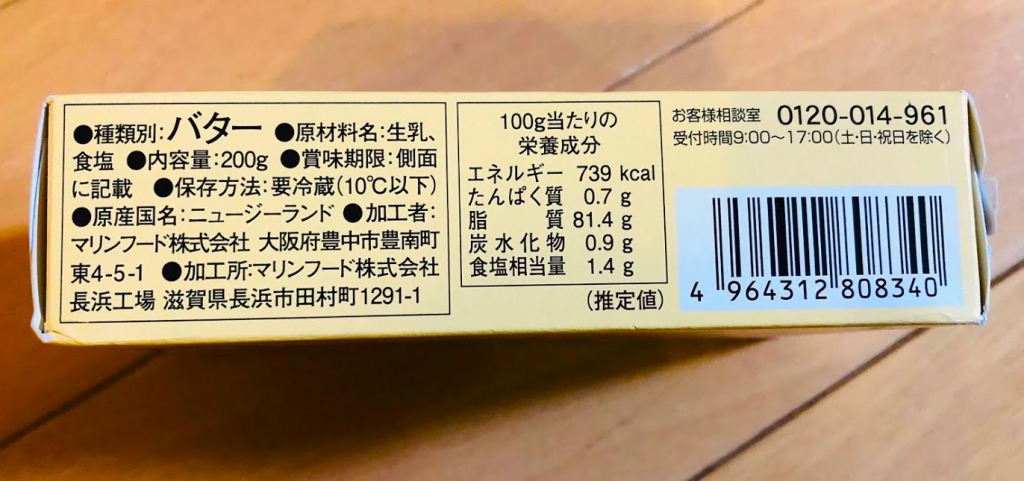 ●種類別:バター ●原材料名:生乳、
食塩 ●内容量:200g ●賞味期限:側面
に記載 ●保存方法:要冷蔵(10℃以下)
●原産国名:ニュージーランド ●加工者:
マリンフード株式会社 大阪府豊中市豊南町
東4-5-1 ●加工所:マリンフード株式会社
長浜工場 滋賀県長浜市田村町1291-1
100g当たりの
栄養成分
エネルギー 739 kcal
たんぱく質 0.7 g
脂質 81.4 g
炭水化物 0.9 g
食塩相当量 1.4 g
(推定値)
お客様相談室 0120-014-961
受付時間9:00~17:00(土・日・祝日を除く)
4 964312 808340